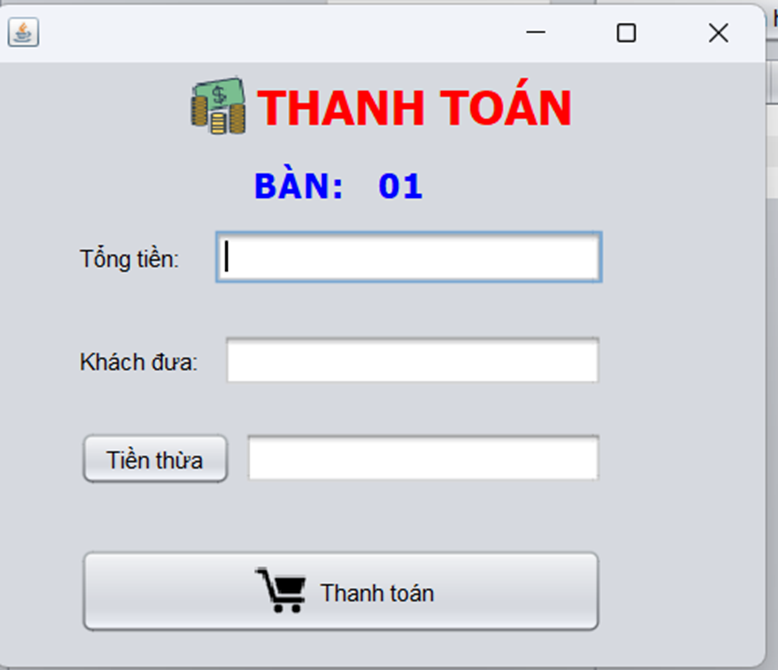 THANH TOÁN
BÀN: 01
Tổng tiền:
Khách đưa:
Tiền thừa
Thanh toán